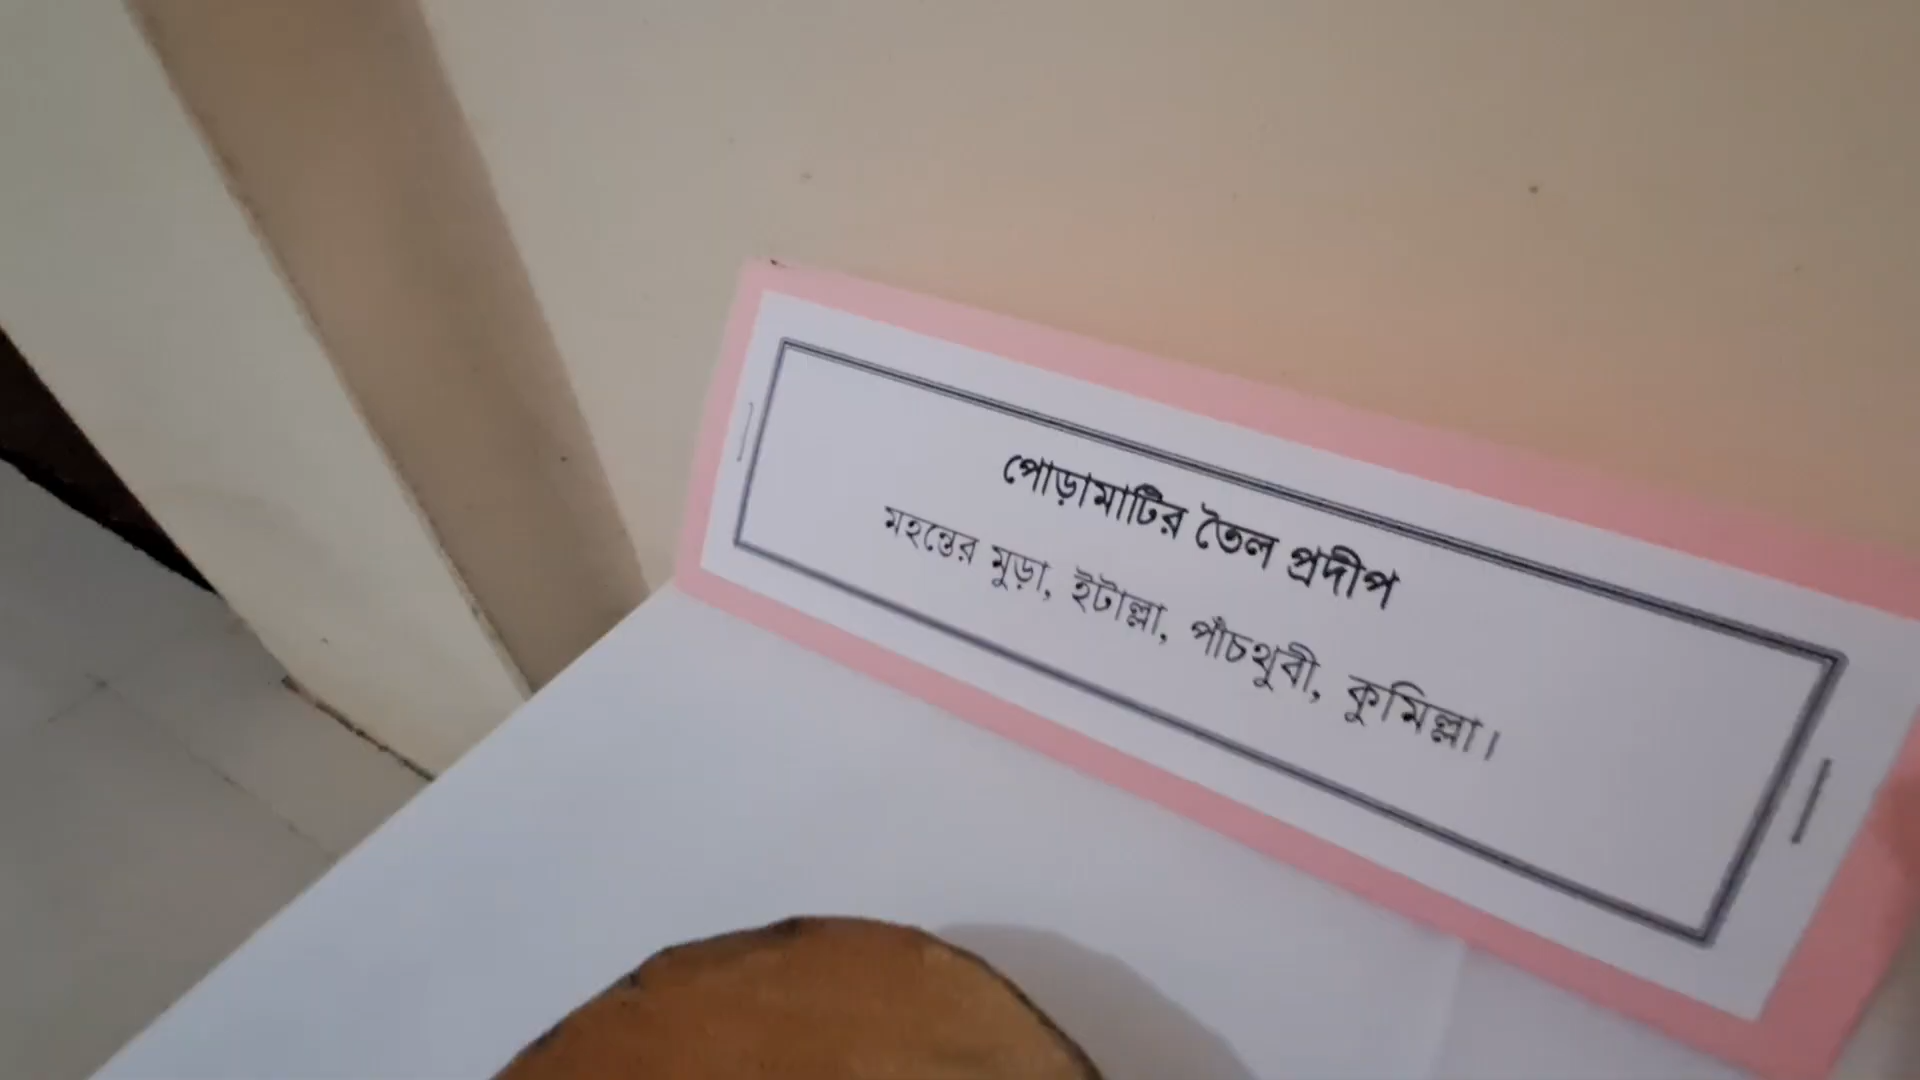 পোড়ামাটির তৈল প্রদীপ
মহন্তের মুড়া, ইটাল্লা, পাঁচথুবী, কুমিল্লা।